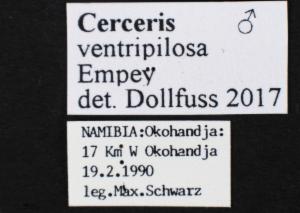 Cerceris ♂
ventripilosa
Empey
det. Dollfuss 2017
NAMIBIA:Okohandja:
17 Km W Okohandja
19.2.1990
leg.Max.Schwarz